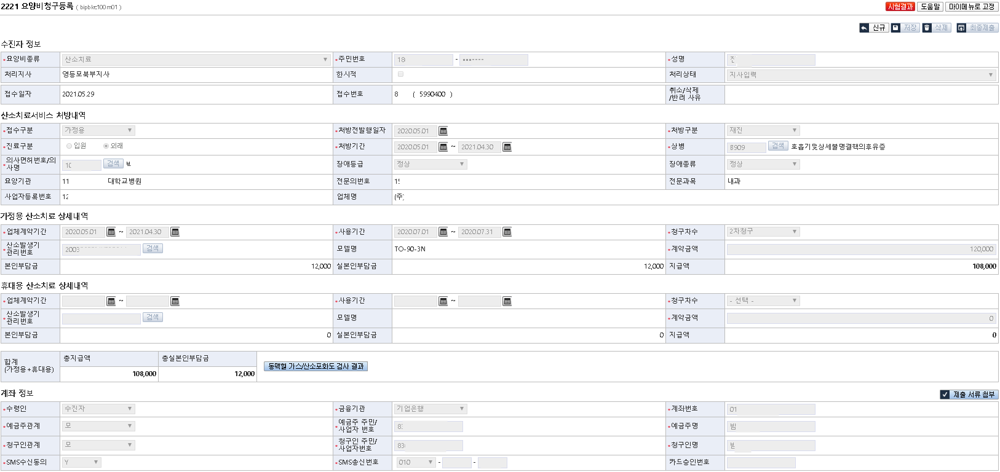 2221 요양비청구등록 ( bipbkc100m01 )
시험결과 도움말 마이메뉴로 고정
신규 저장 삭제 최종제출
수진자 정보
*요양비종류 산소치료 *주민번호 18 - ******* *성명
처리지사 영등포북부지사 한시적 처리상태 지사입력
접수일자 2021.05.29 접수번호 8 ( 5990400 ) 취소/삭제
/반려 사유
산소치료서비스 처방내역
*접수구분 가정용 *처방전발행일자 2020.05.01 *처방구분 재진
*진료구분 입원 외래 *처방기간 2020.05.01 ~ 2021.04.30 *상병 B909 검색 호흡기및상세불명결핵의후유증
*의사면허번호/의
사명 10 검색 장애등급 정상 장애종류 정상
요양기관 11 대학교병원 전문의번호 15 전문과목 내과
사업자등록번호 12 업체명 (주)
가정용 산소치료 상세내역
*업체계약기간 2020.05.01 ~ 2021.04.30 *사용기간 2020.07.01 ~ 2020.07.31 *청구차수 2차청구
*산소발생기
관리번호 2003 검색 모델명 TO-90-3N *계약금액 120,000
본인부담금 12,000 실본인부담금 12,000 지급액 108,000
휴대용 산소치료 상세내역
*업체계약기간 ~ *사용기간 ~ *청구차수 - 선택 -
*산소발생기
관리번호 검색 모델명 *계약금액 0
본인부담금 0 실본인부담금 0 지급액 0
합계
(가정용+휴대용) 총지급액 총실본인부담금
108,000 12,000 동맥혈 가스/산소포화도 검사 결과
계좌 정보 제출 서류 첨부
*수령인 수진자 *금융기관 기업은행 *계좌번호 01
*예금주관계 모 *예금주 주민/
사업자 번호 83 *예금주명
*청구인관계 모 *청구인 주민/
사업자번호 83 *청구인명
*SMS수신동의 Y *SMS송신번호 010 - - 카드승인번호